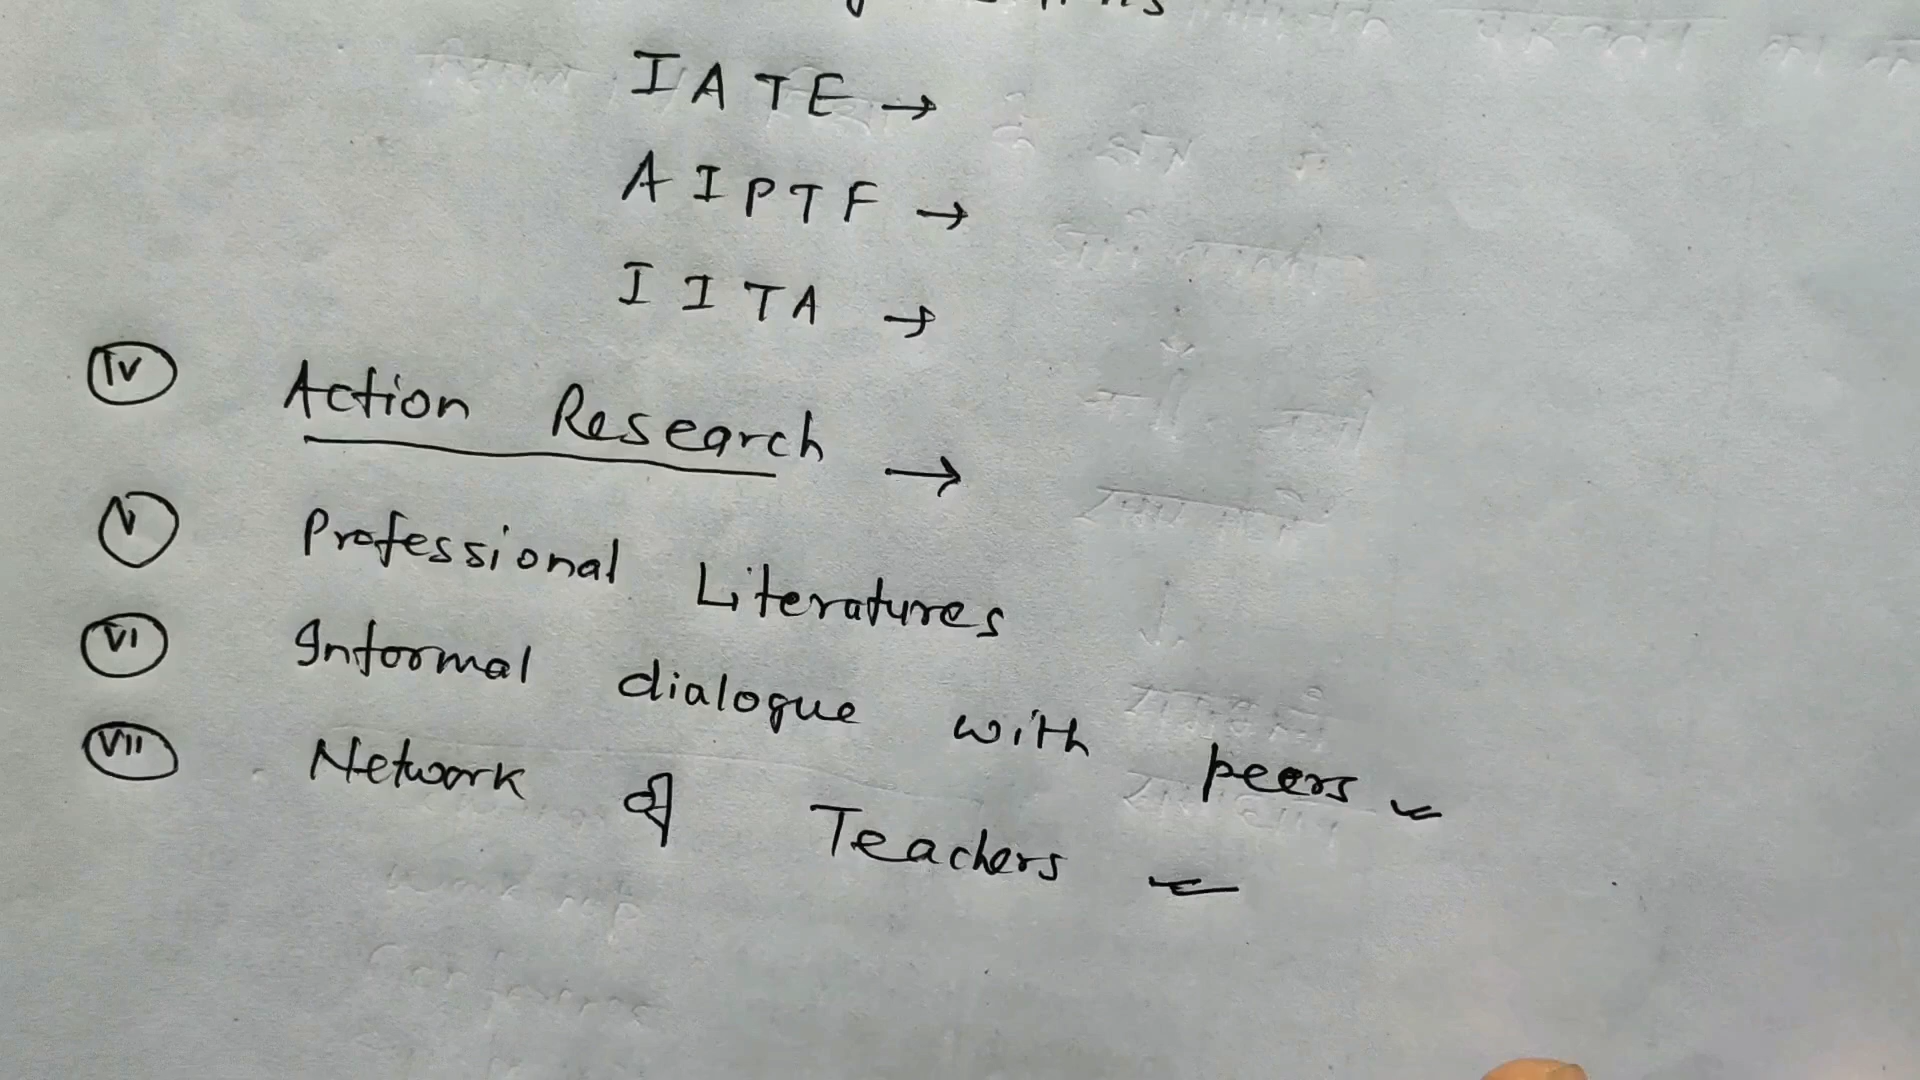 IATE →
AIPTF →
IITA →
(IV) Action Research →
(V) Professional Literatures
(VI) Informal dialogue with peers
(VII) Network of Teachers